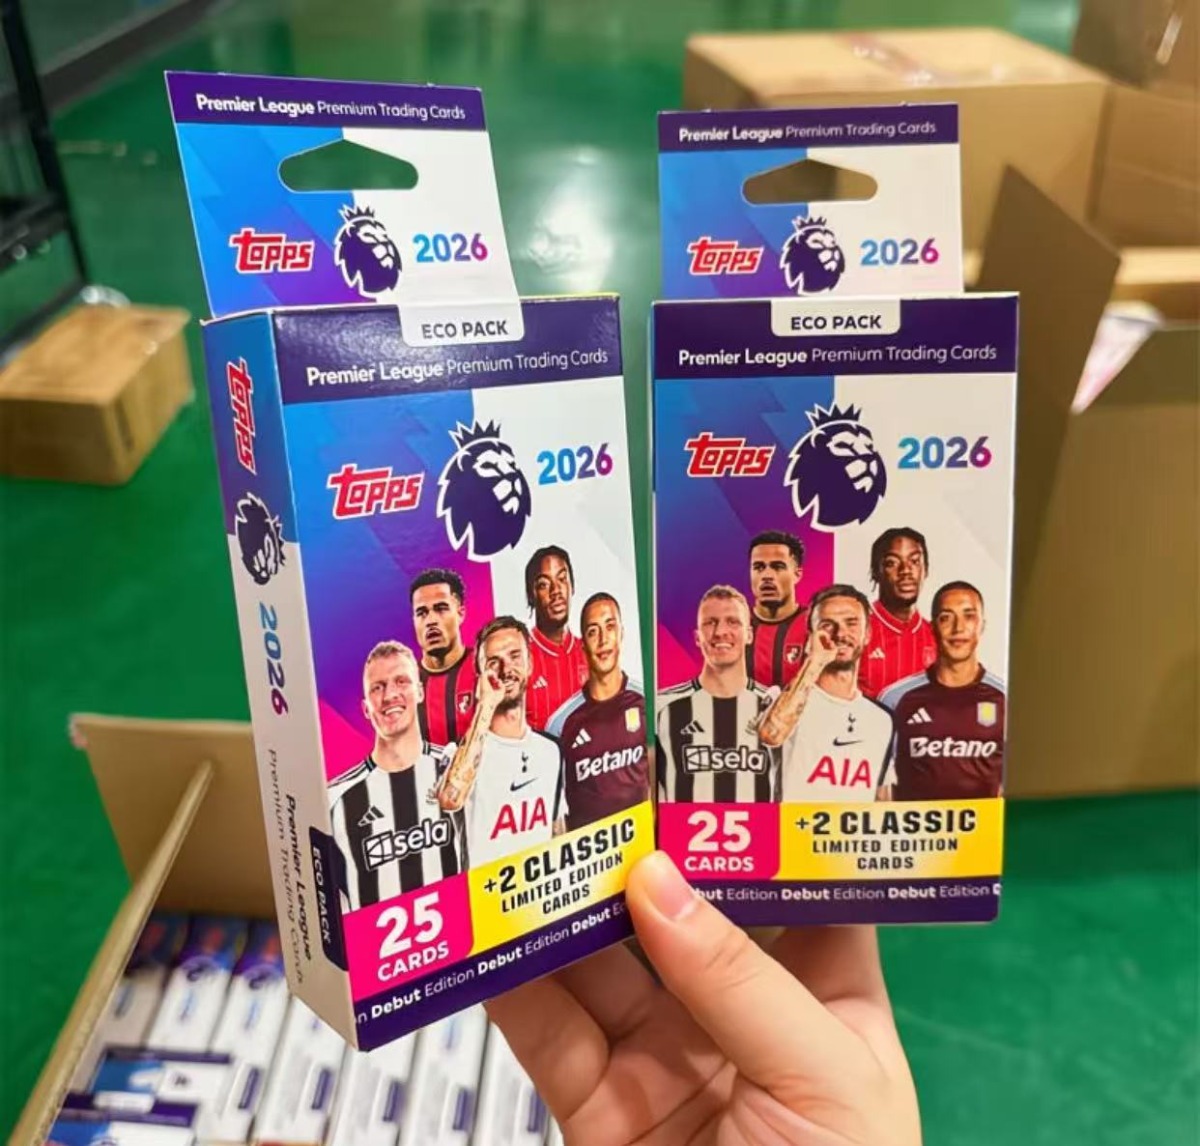 Premier League Premium Trading Cards
TOPPS 2026
ECO PACK
Premier League Premium Trading Cards
TOPPS 2026
sela
AIA
Betano
25 CARDS
+2 CLASSIC
LIMITED EDITION
CARDS
n Debut Edition Debut Edition Debut Ed
TOPPS
2026
Premier League
Premium Trading Cards
ECO PACK
Premier League Premium Trading Cards
TOPPS 2026
ECO PACK
Premier League Premium Trading Cards
TOPPS 2026
sela
AIA
Betano
25
CARDS
+2 CLASSIC
LIMITED EDITION
CARDS
but Edition Debut Edition Debut Edition